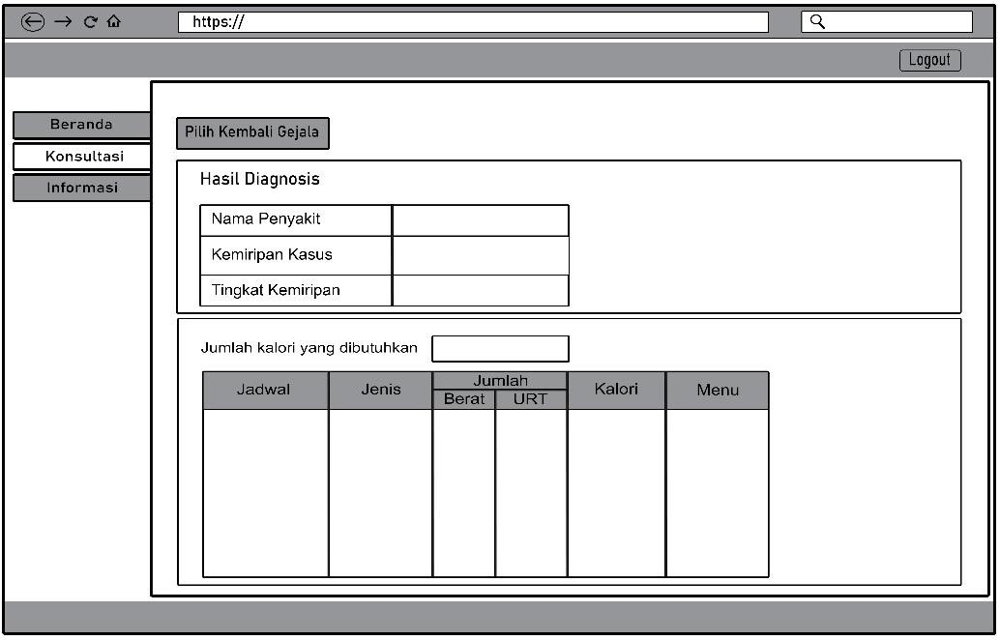 https://
Logout
Beranda
Konsultasi
Informasi
Pilih Kembali Gejala
Hasil Diagnosis
Nama Penyakit
Kemiripan Kasus
Tingkat Kemiripan
Jumlah kalori yang dibutuhkan
Jadwal Jenis Jumlah Kalori Menu
Berat URT